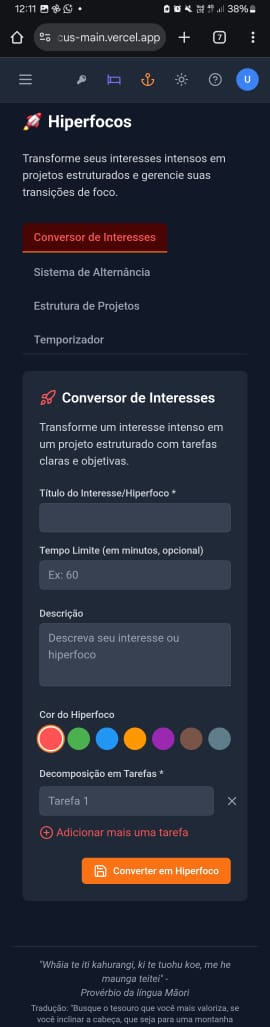 12:11
38%
cus-main.vercel.app
7
U
Hiperfocos
Transforme seus interesses intensos em
projetos estruturados e gerencie suas
transições de foco.
Conversor de Interesses
Sistema de Alternância
Estrutura de Projetos
Temporizador
Conversor de Interesses
Transforme um interesse intenso em
um projeto estruturado com tarefas
claras e objetivas.
Título do Interesse/Hiperfoco *
Tempo Limite (em minutos, opcional)
Ex: 60
Descrição
Descreva seu interesse ou
hiperfoco
Cor do Hiperfoco
Decomposição em Tarefas *
Tarefa 1
Adicionar mais uma tarefa
Converter em Hiperfoco
"Whāia te iti kahurangi, ki te tuohu koe, me he
maunga teitei" -
Provérbio da língua Māori
Tradução: "Busque o tesouro que você mais valoriza, se
você inclinar a cabeça, que seja para uma montanha